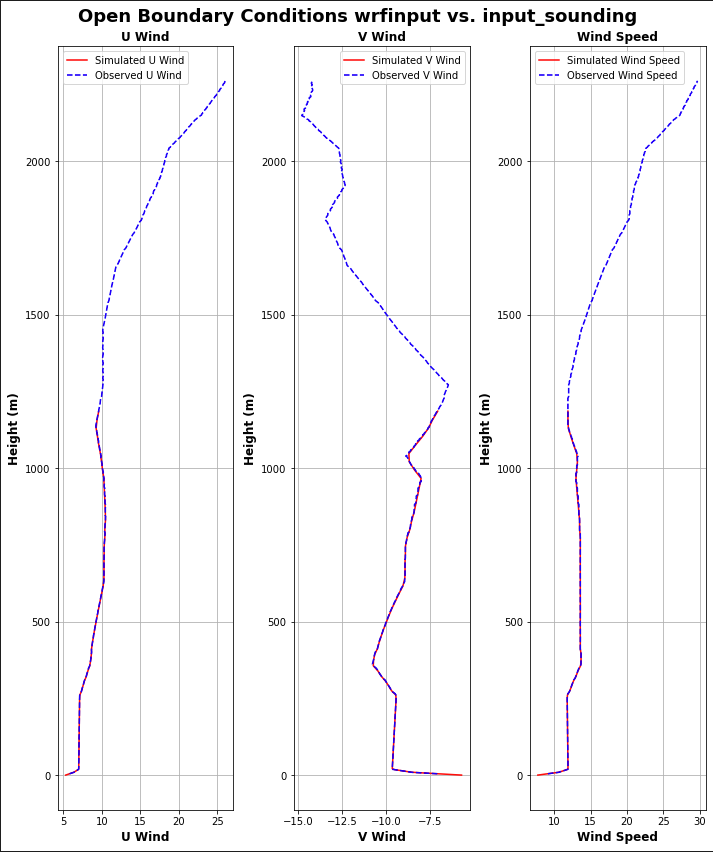 Open Boundary Conditions wrfinput vs. input_sounding
U Wind
Simulated U Wind
Observed U Wind
Height (m)
2000
1500
1000
500
0
5 10 15 20 25
U Wind
V Wind
Simulated V Wind
Observed V Wind
Height (m)
2000
1500
1000
500
0
−15.0 −12.5 −10.0 −7.5
V Wind
Wind Speed
Simulated Wind Speed
Observed Wind Speed
Height (m)
2000
1500
1000
500
0
10 15 20 25 30
Wind Speed